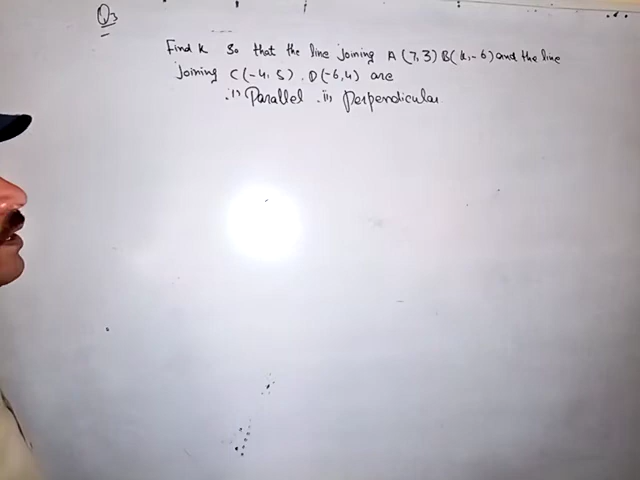 Q3
Find k So that the line joining A (7,3) B(k,-6) and the line
Joining C(-4,5) . D(-6,4) are
.i) Parallel .ii) Perpendicular